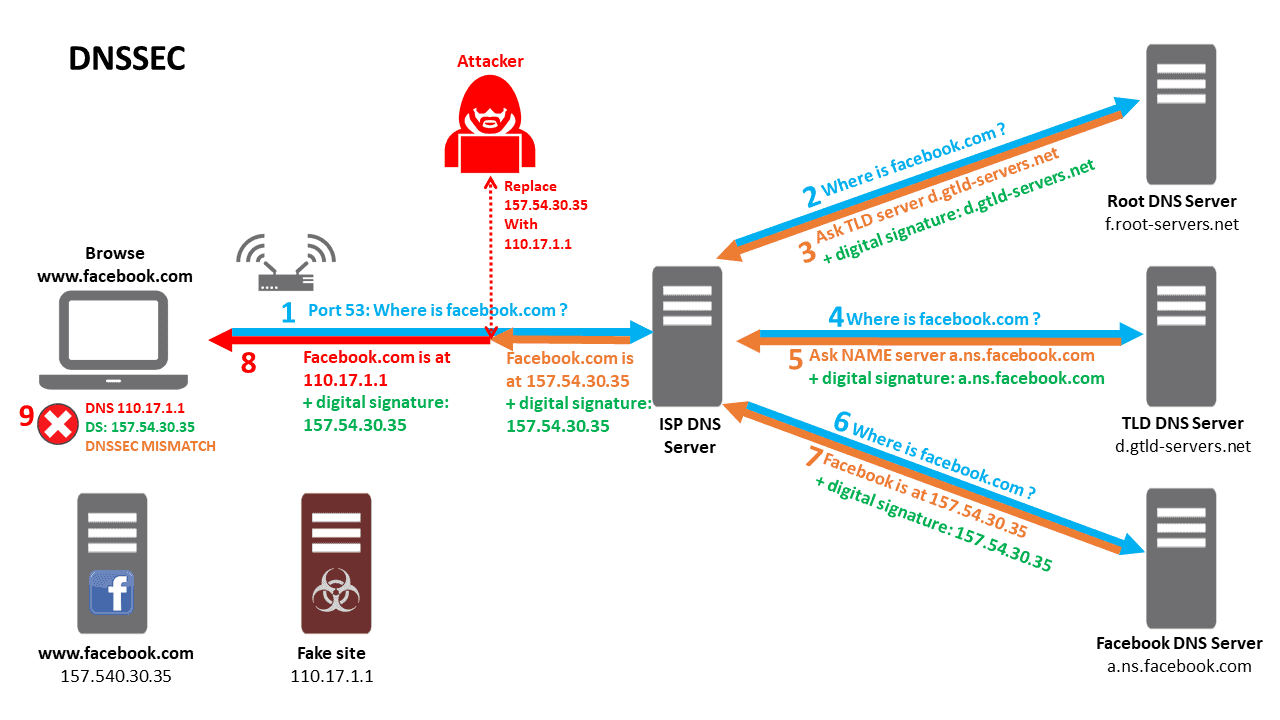 DNSSEC
Attacker
Replace
157.54.30.35
With
110.17.1.1
Browse
www.facebook.com
1 Port 53: Where is facebook.com ?
8
Facebook.com is at
110.17.1.1
+ digital signature:
157.54.30.35
Facebook.com is
at 157.54.30.35
+ digital signature:
157.54.30.35
9
DNS 110.17.1.1
DS: 157.54.30.35
DNSSEC MISMATCH
ISP DNS
Server
2 Where is facebook.com ?
3 Ask TLD server d.gtld-servers.net
+ digital signature: d.gtld-servers.net
Root DNS Server
f.root-servers.net
4 Where is facebook.com ?
5 Ask NAME server a.ns.facebook.com
+ digital signature: a.ns.facebook.com
TLD DNS Server
d.gtld-servers.net
6 Where is facebook.com ?
7 Facebook is at 157.54.30.35
+ digital signature: 157.54.30.35
Facebook DNS Server
a.ns.facebook.com
f
www.facebook.com
157.540.30.35
Fake site
110.17.1.1